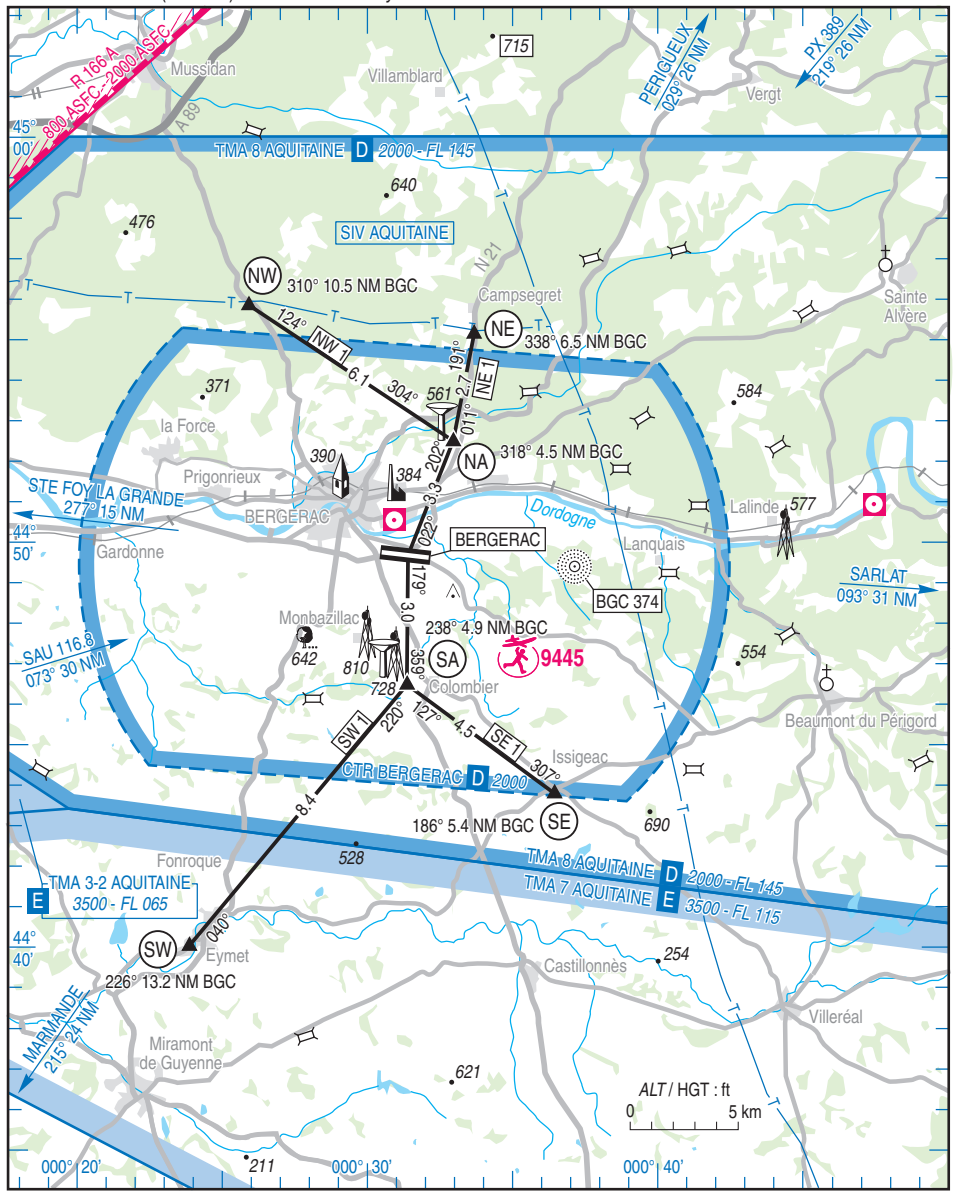 715
R 166 A
800 ASFC - 2000 ASFC
Mussidan
Villamblard
PERIGUEUX
029° 26 NM
PX 389
219° 26 NM
Vergt
A 89
45°
00'
TMA 8 AQUITAINE D 2000 - FL 145
640
476
SIV AQUITAINE
N 21
NW
310° 10.5 NM BGC
Campsegret
Sainte
Alvère
T
T
T
T
T
T
T
T
NE
338° 6.5 NM BGC
124°
NW 1
6.1
304°
191°
2.7
NE 1
011°
371
561
584
la Force
202°
NA
318° 4.5 NM BGC
Prigonrieux
390
384
3.3
STE FOY LA GRANDE
277° 15 NM
BERGERAC
022°
Dordogne
Lalinde
577
44°
50'
Gardonne
BERGERAC
Lanquais
179°
BGC 374
SARLAT
093° 31 NM
3.0
Monbazillac
238° 4.9 NM BGC
SAU 116.8
073° 30 NM
642
810
359°
SA
9445
554
728
Colombier
220°
127°
SW 1
4.5
SE 1
Beaumont du Périgord
Issigeac
307°
CTR BERGERAC D 2000
8.4
186° 5.4 NM BGC
SE
690
528
Fonroque
TMA 8 AQUITAINE D 2000 - FL 145
TMA 7 AQUITAINE E 3500 - FL 115
E
TMA 3-2 AQUITAINE
3500 - FL 065
040°
44°
40'
SW
Eymet
226° 13.2 NM BGC
Castillonnès
254
MARMANDE
215° 24 NM
Villeréal
Miramont
de Guyenne
621
ALT / HGT : ft
0 5 km
000° 20'
211
000° 30'
000° 40'